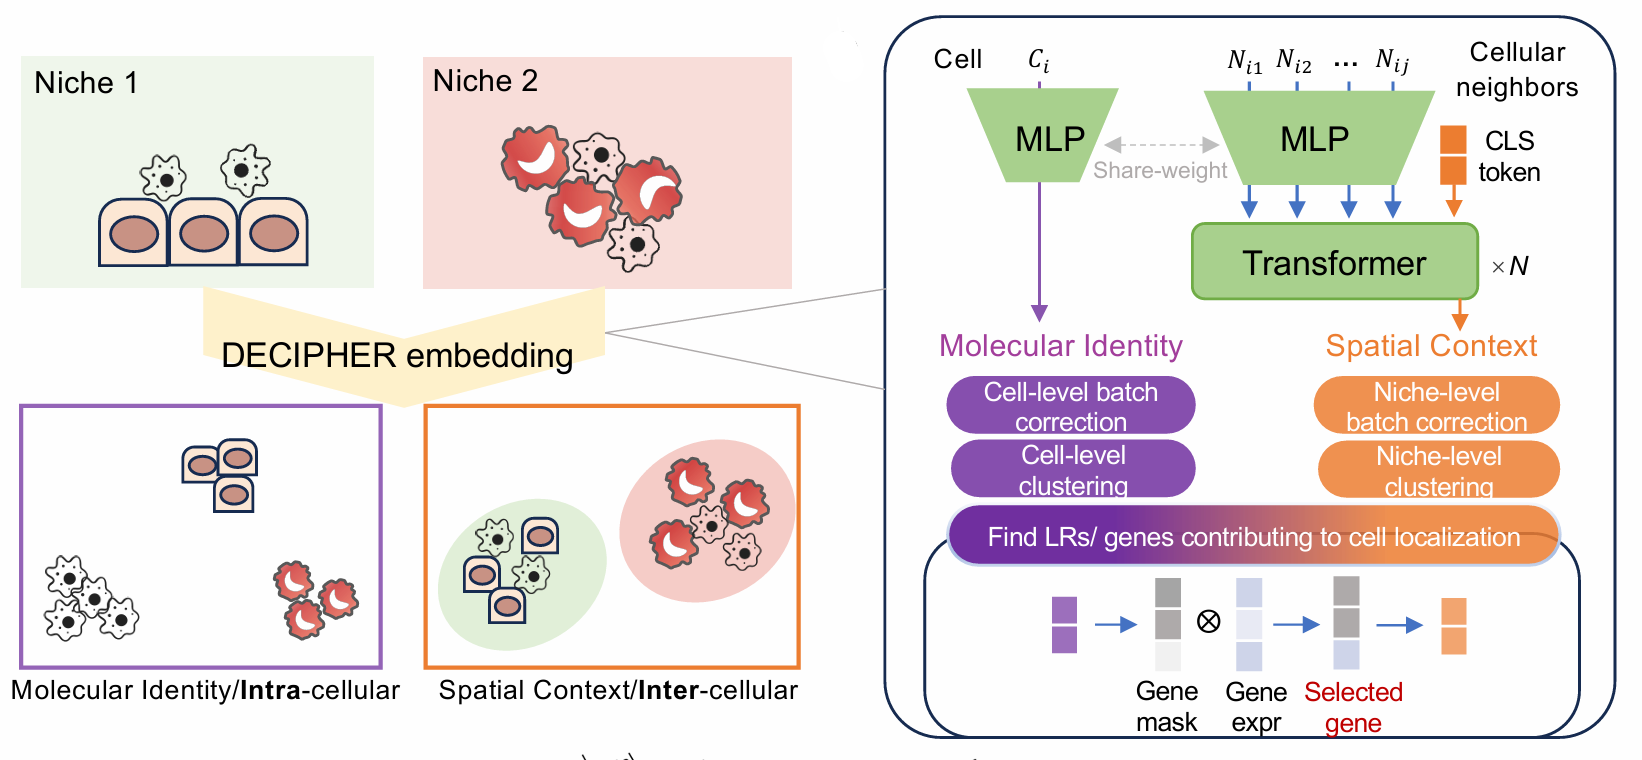 Niche 1
Niche 2
DECIPHER embedding
Molecular Identity/Intra-cellular
Spatial Context/Inter-cellular
Cell
C_i
N_{i1} N_{i2} ... N_{ij}
Cellular
neighbors
MLP
Share-weight
MLP
CLS
token
Transformer
×N
Molecular Identity
Spatial Context
Cell-level batch
correction
Niche-level
batch correction
Cell-level
clustering
Niche-level
clustering
Find LRs/ genes contributing to cell localization
⊗
Gene
mask
Gene
expr
Selected
gene